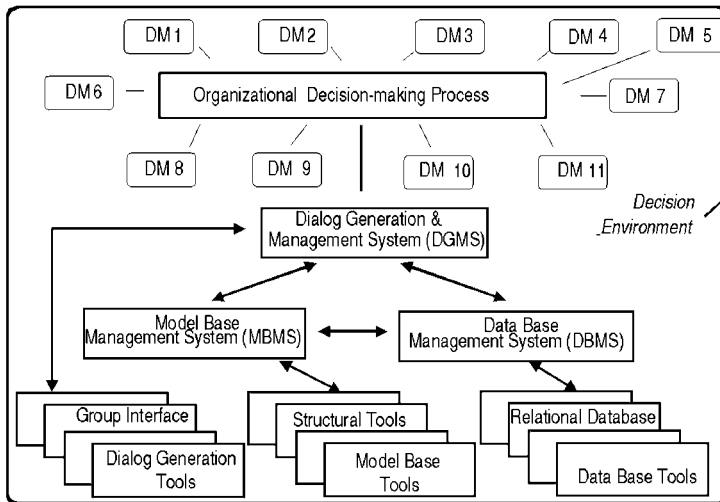 DM 1
DM 2
DM 3
DM 4
DM 5
DM 6
Organizational Decision-making Process
DM 7
DM 8
DM 9
DM 10
DM 11
Decision
Environment
Dialog Generation &
Management System (DGMS)
Model Base
Management System (MBMS)
Data Base
Management System (DBMS)
Group Interface
Dialog Generation
Tools
Structural Tools
Model Base
Tools
Relational Database
Data Base Tools